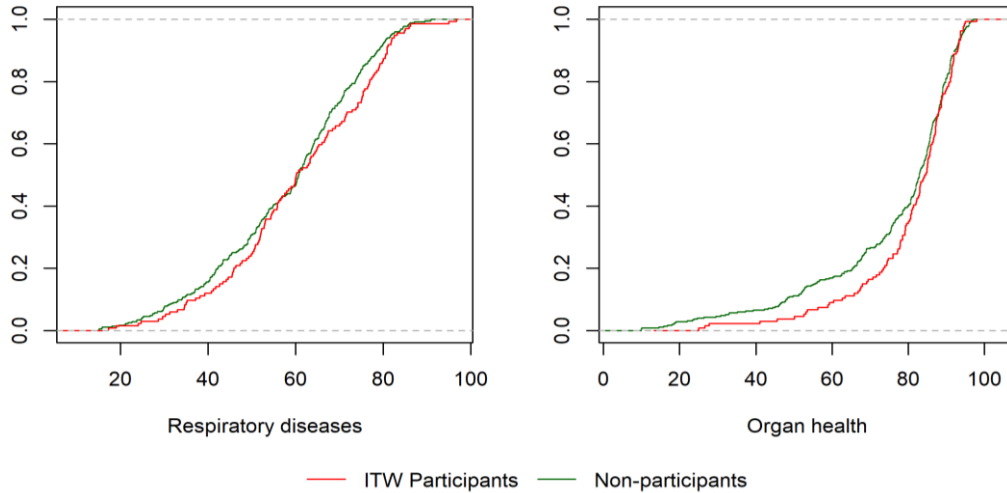 1.0
0.8
0.6
0.4
0.2
0.0
20 40 60 80 100
Respiratory diseases
1.0
0.8
0.6
0.4
0.2
0.0
0 20 40 60 80 100
Organ health
ITW Participants Non-participants